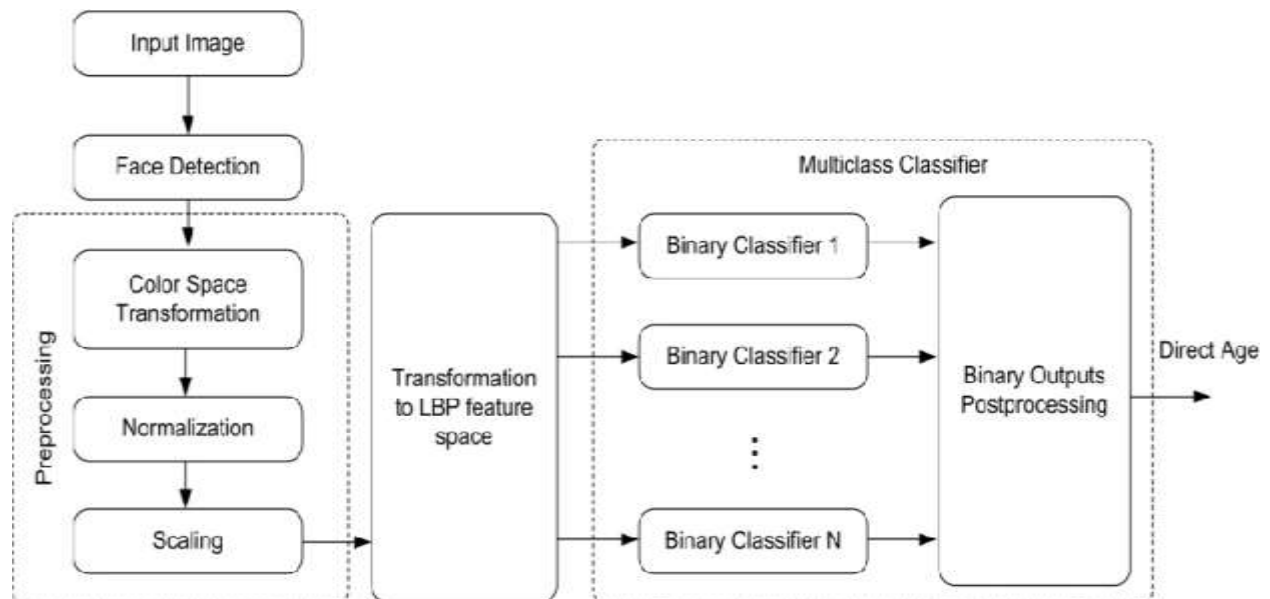 Input Image
Face Detection
Preprocessing
Color Space
Transformation
Normalization
Scaling
Transformation
to LBP feature
space
Multiclass Classifier
Binary Classifier 1
Binary Classifier 2
Binary Classifier N
Binary Outputs
Postprocessing
Direct Age